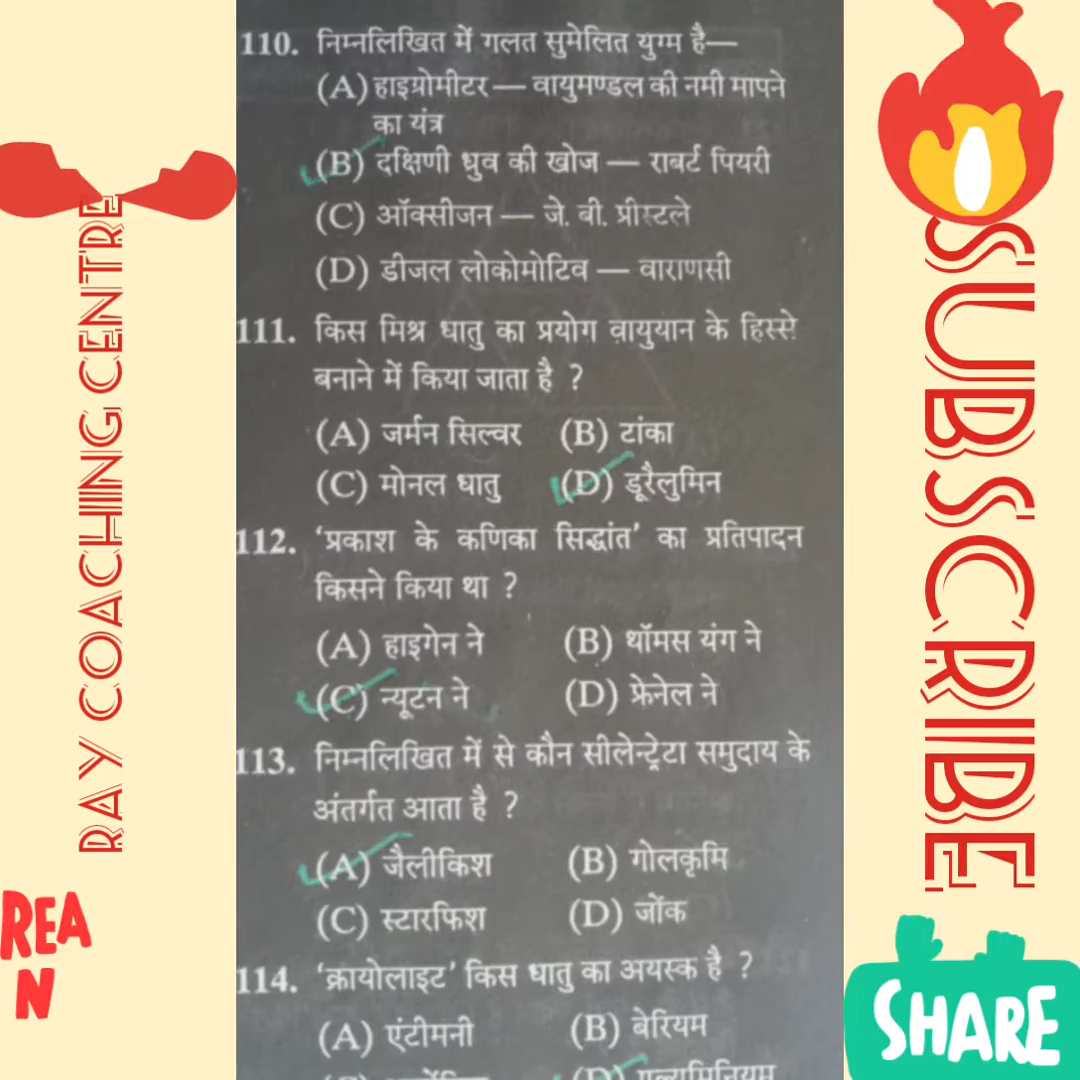 RAY COACHING CENTRE
REA
N
110. निम्नलिखित में गलत सुमेलित युग्म है—
(A) हाइग्रोमीटर — वायुमण्डल की नमी मापने
का यंत्र
(B) दक्षिणी ध्रुव की खोज — राबर्ट पियरी
(C) ऑक्सीजन — जे. बी. प्रीस्टले
(D) डीजल लोकोमोटिव — वाराणसी
111. किस मिश्र धातु का प्रयोग वायुयान के हिस्से
बनाने में किया जाता है ?
(A) जर्मन सिल्वर (B) टांका
(C) मोनल धातु (D) डूरैलुमिन
112. ‘प्रकाश के कणिका सिद्धांत’ का प्रतिपादन
किसने किया था ?
(A) हाइगेन ने (B) थॉमस यंग ने
(C) न्यूटन ने (D) फ्रेनेल ने
113. निम्नलिखित में से कौन सीलेन्ट्रेटा समुदाय के
अंतर्गत आता है ?
(A) जैलीकिश (B) गोलकृमि
(C) स्टारफिश (D) जोंक
114. ‘क्रायोलाइट’ किस धातु का अयस्क है ?
(A) एंटीमनी (B) बेरियम
(D) एल्यूमिनियम
SUBSCRIBE
SHARE